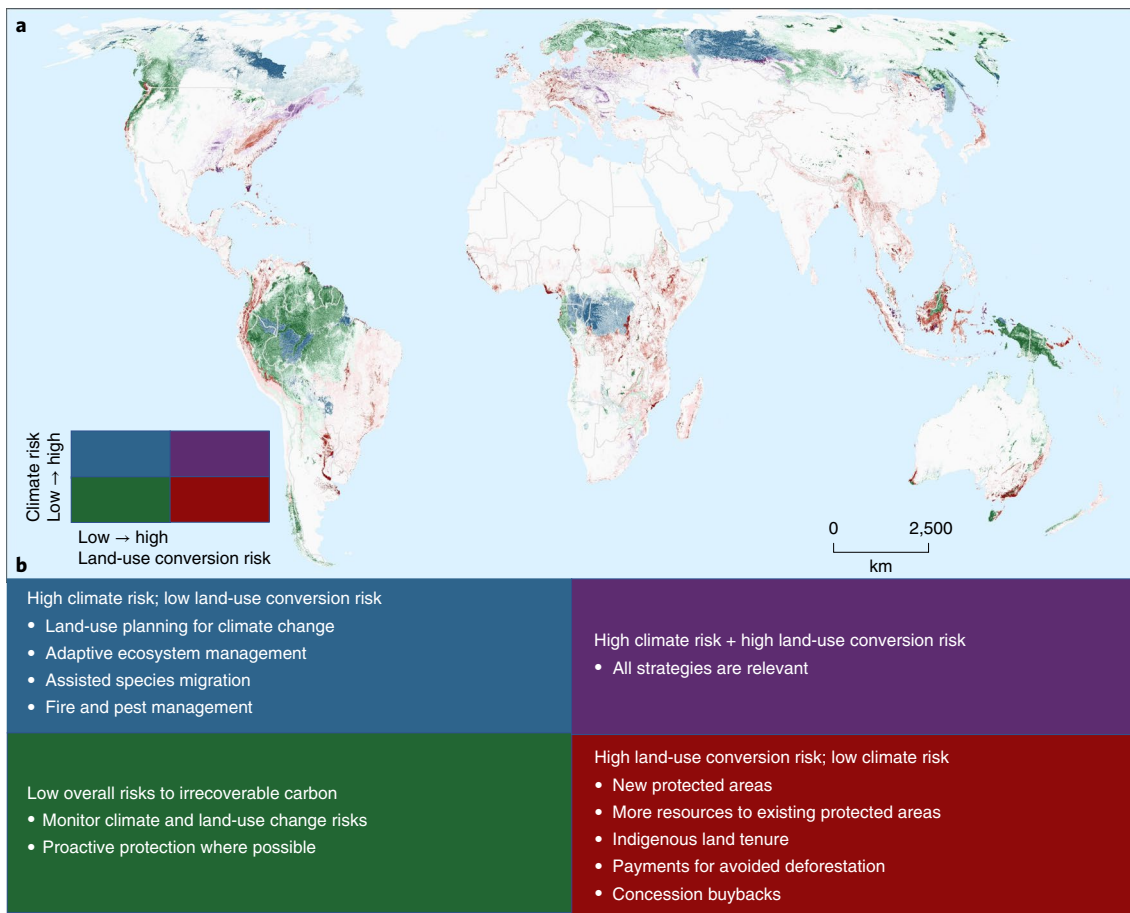 a
Climate risk
Low → high
Low → high
Land-use conversion risk
0 2,500
km
b
High climate risk; low land-use conversion risk
• Land-use planning for climate change
• Adaptive ecosystem management
• Assisted species migration
• Fire and pest management
High climate risk + high land-use conversion risk
• All strategies are relevant
Low overall risks to irrecoverable carbon
• Monitor climate and land-use change risks
• Proactive protection where possible
High land-use conversion risk; low climate risk
• New protected areas
• More resources to existing protected areas
• Indigenous land tenure
• Payments for avoided deforestation
• Concession buybacks